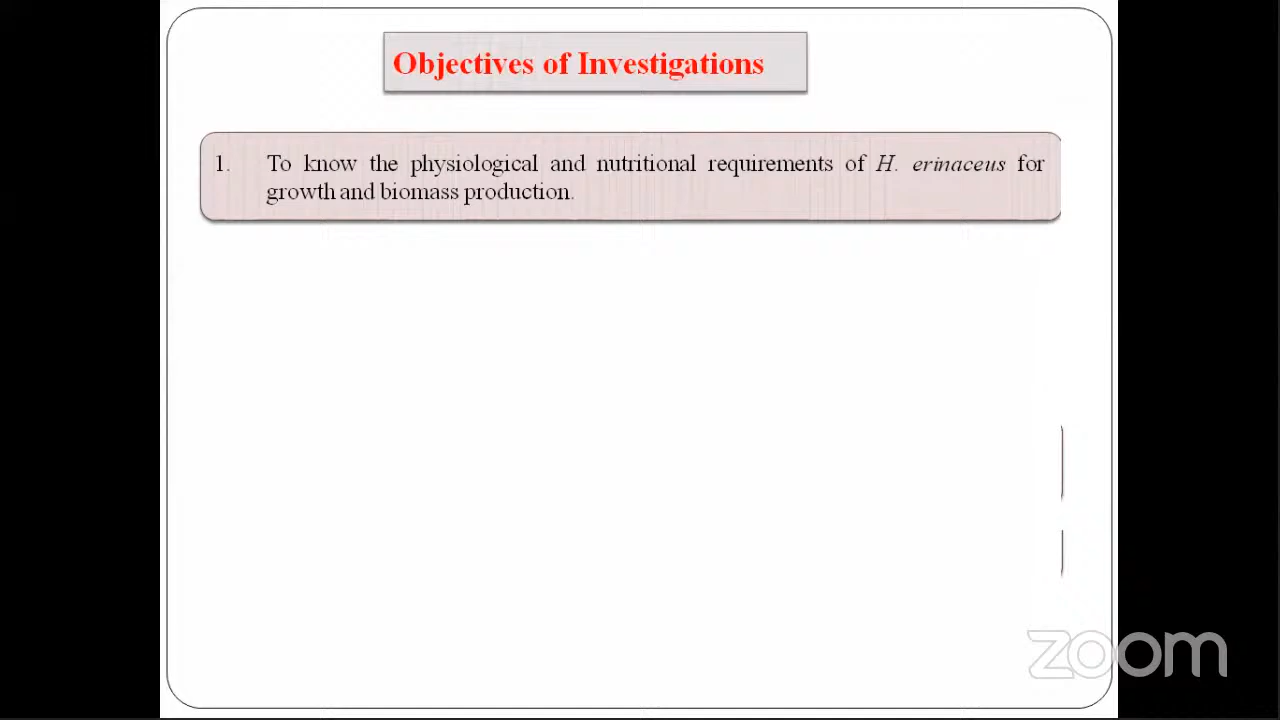 Objectives of Investigations
1. To know the physiological and nutritional requirements of H. erinaceus for
growth and biomass production.
zoom